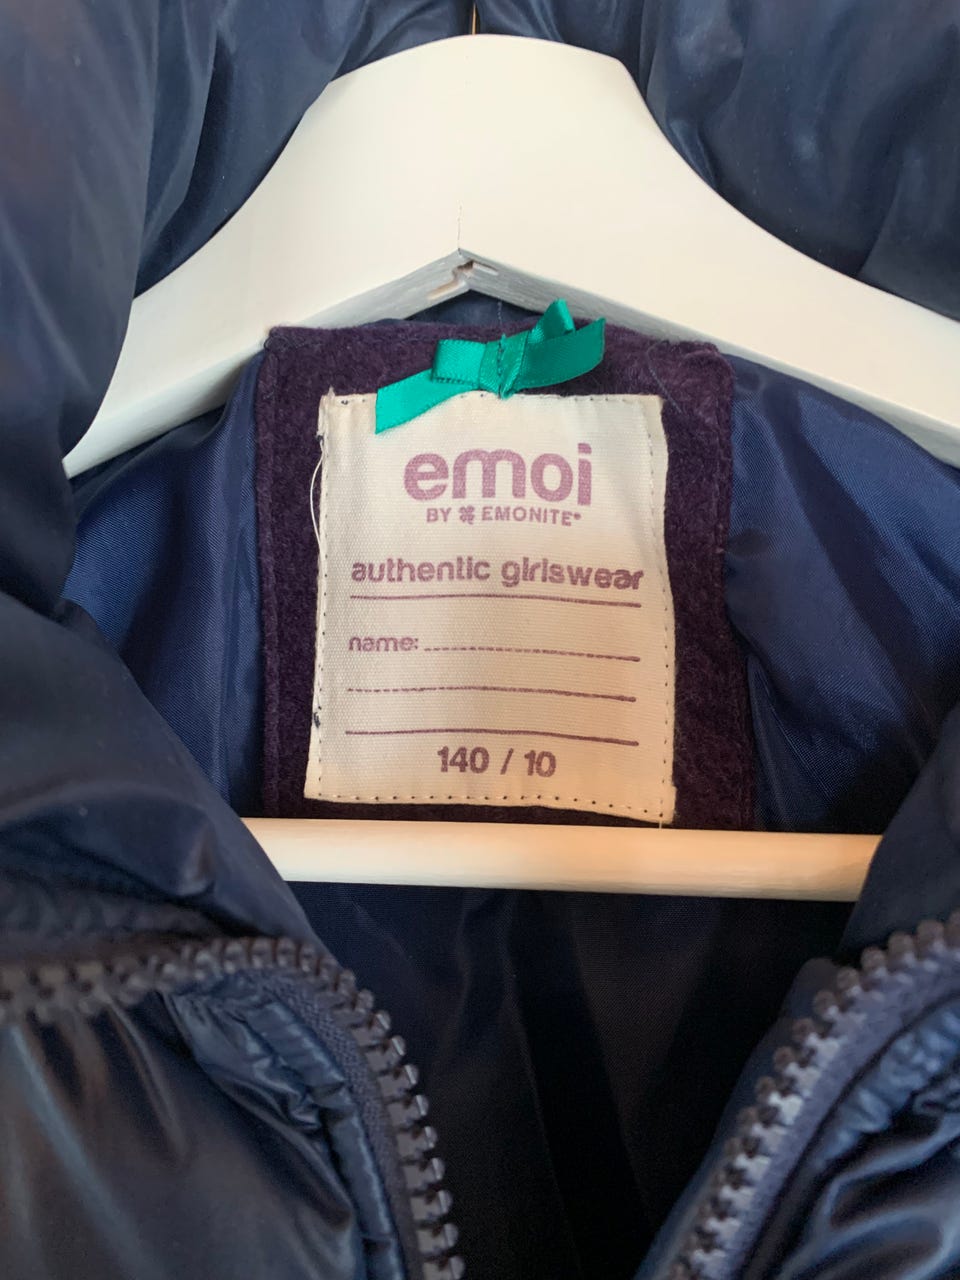 emoi
BY EMONITE®
authentic girlswear
name:
140 / 10